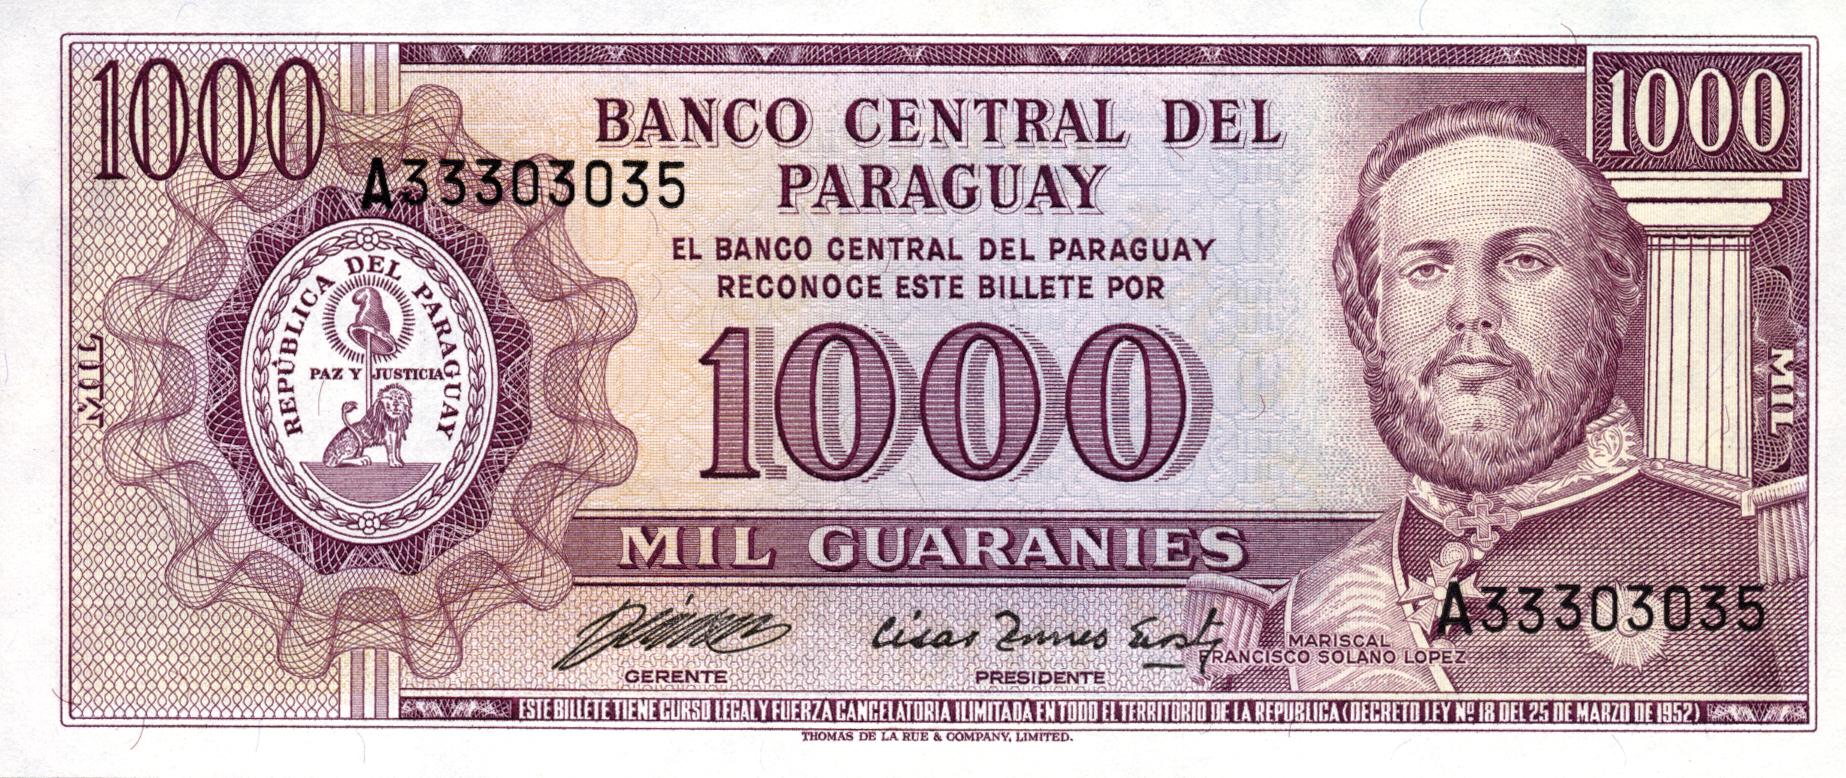 1000
1000
A33303035
BANCO CENTRAL DEL
PARAGUAY
EL BANCO CENTRAL DEL PARAGUAY
RECONOCE ESTE BILLETE POR
1000
REPÚBLICA DEL PARAGUAY
PAZ Y JUSTICIA
MIL
MIL
MIL GUARANIES
A33303035
César
GERENTE
PRESIDENTE
MARISCAL
FRANCISCO SOLANO LOPEZ
ESTE BILLETE TIENE CURSO LEGAL Y FUERZA CANCELATORIA ILIMITADA EN TODO EL TERRITORIO DE LA REPUBLICA (DECRETO LEY Nº 18 DEL 25 DE MARZO DE 1952)
THOMAS DE LA RUE & COMPANY, LIMITED.